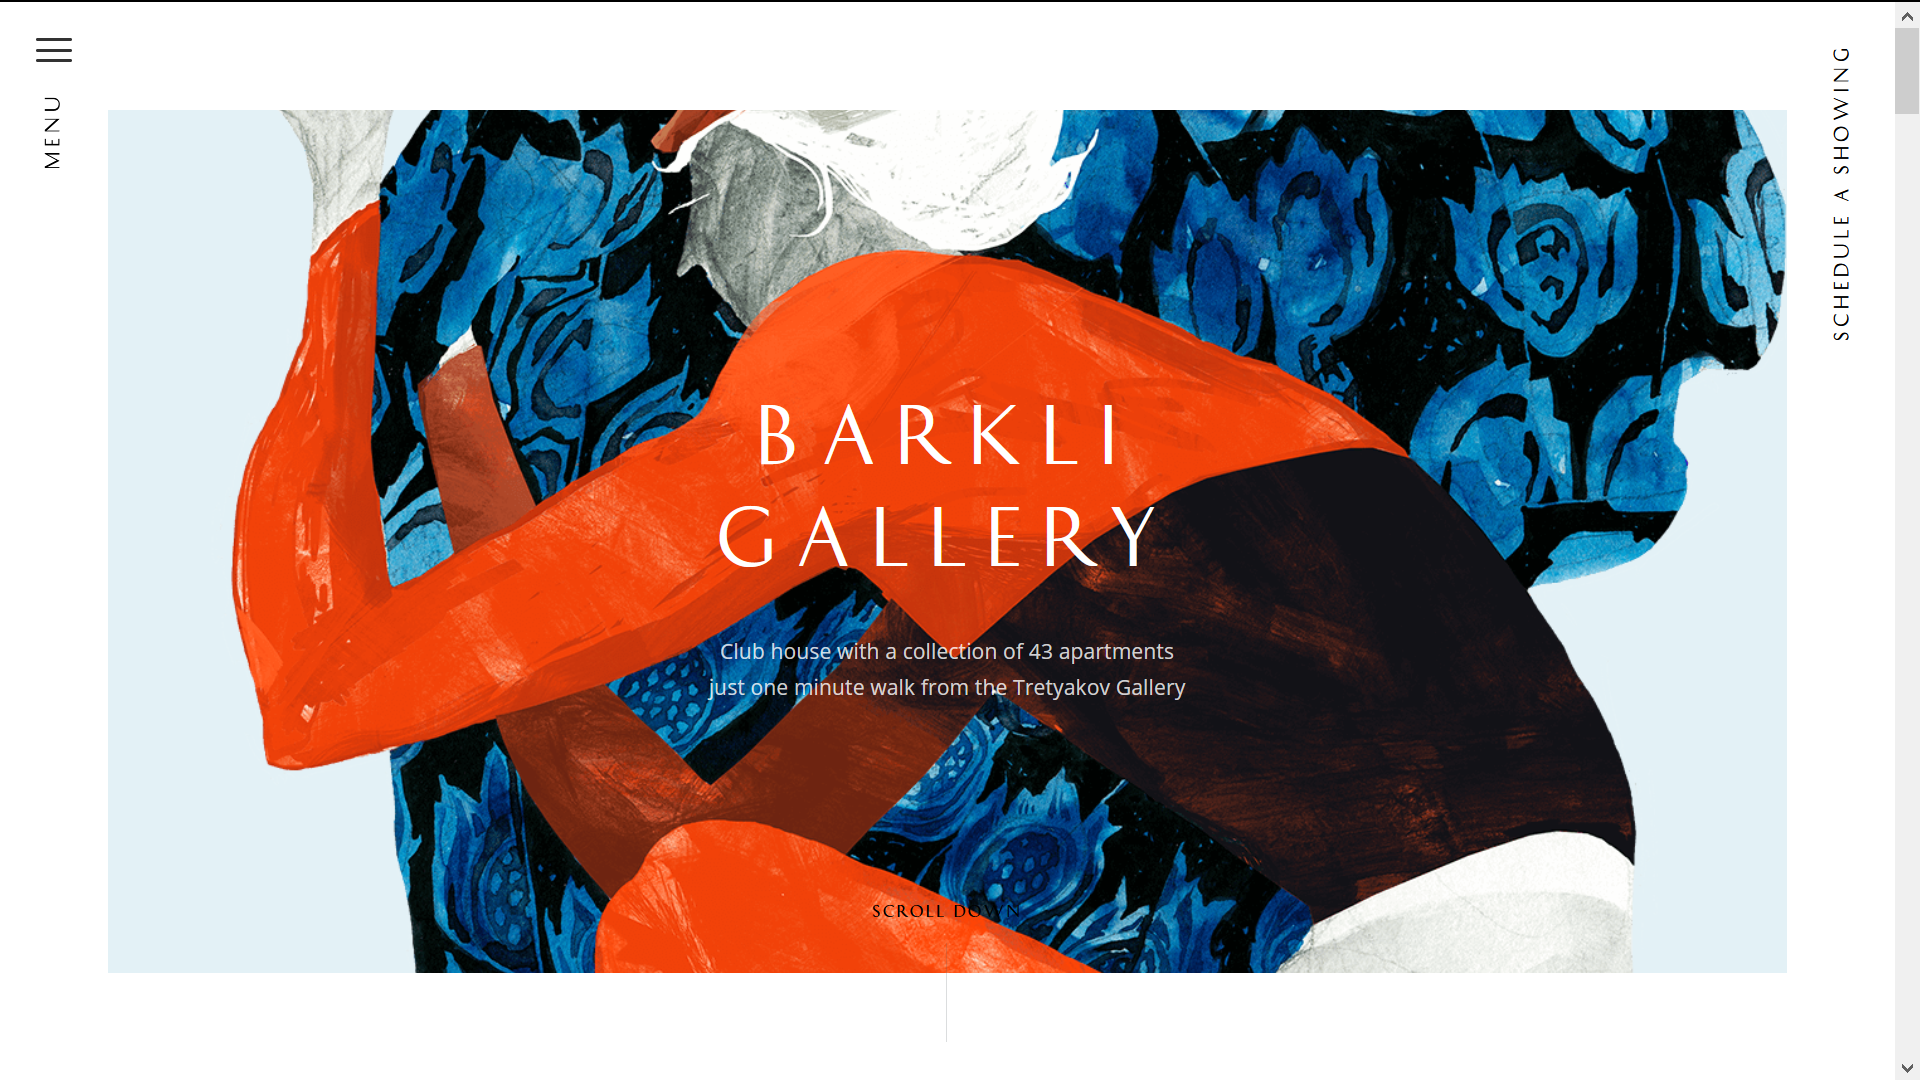 MENU
SCHEDULE A SHOWING
BARKLI
GALLERY
Club house with a collection of 43 apartments
just one minute walk from the Tretyakov Gallery
SCROLL DOWN